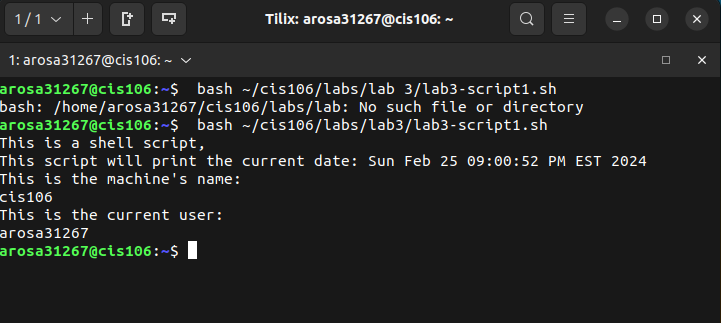 1 / 1
Tilix: arosa31267@cis106: ~
1: arosa31267@cis106: ~
arosa31267@cis106:~$  bash ~/cis106/labs/lab 3/lab3-script1.sh
bash: /home/arosa31267/cis106/labs/lab: No such file or directory
arosa31267@cis106:~$  bash ~/cis106/labs/lab3/lab3-script1.sh
This is a shell script,
This script will print the current date: Sun Feb 25 09:00:52 PM EST 2024
This is the machine's name:
cis106
This is the current user:
arosa31267
arosa31267@cis106:~$